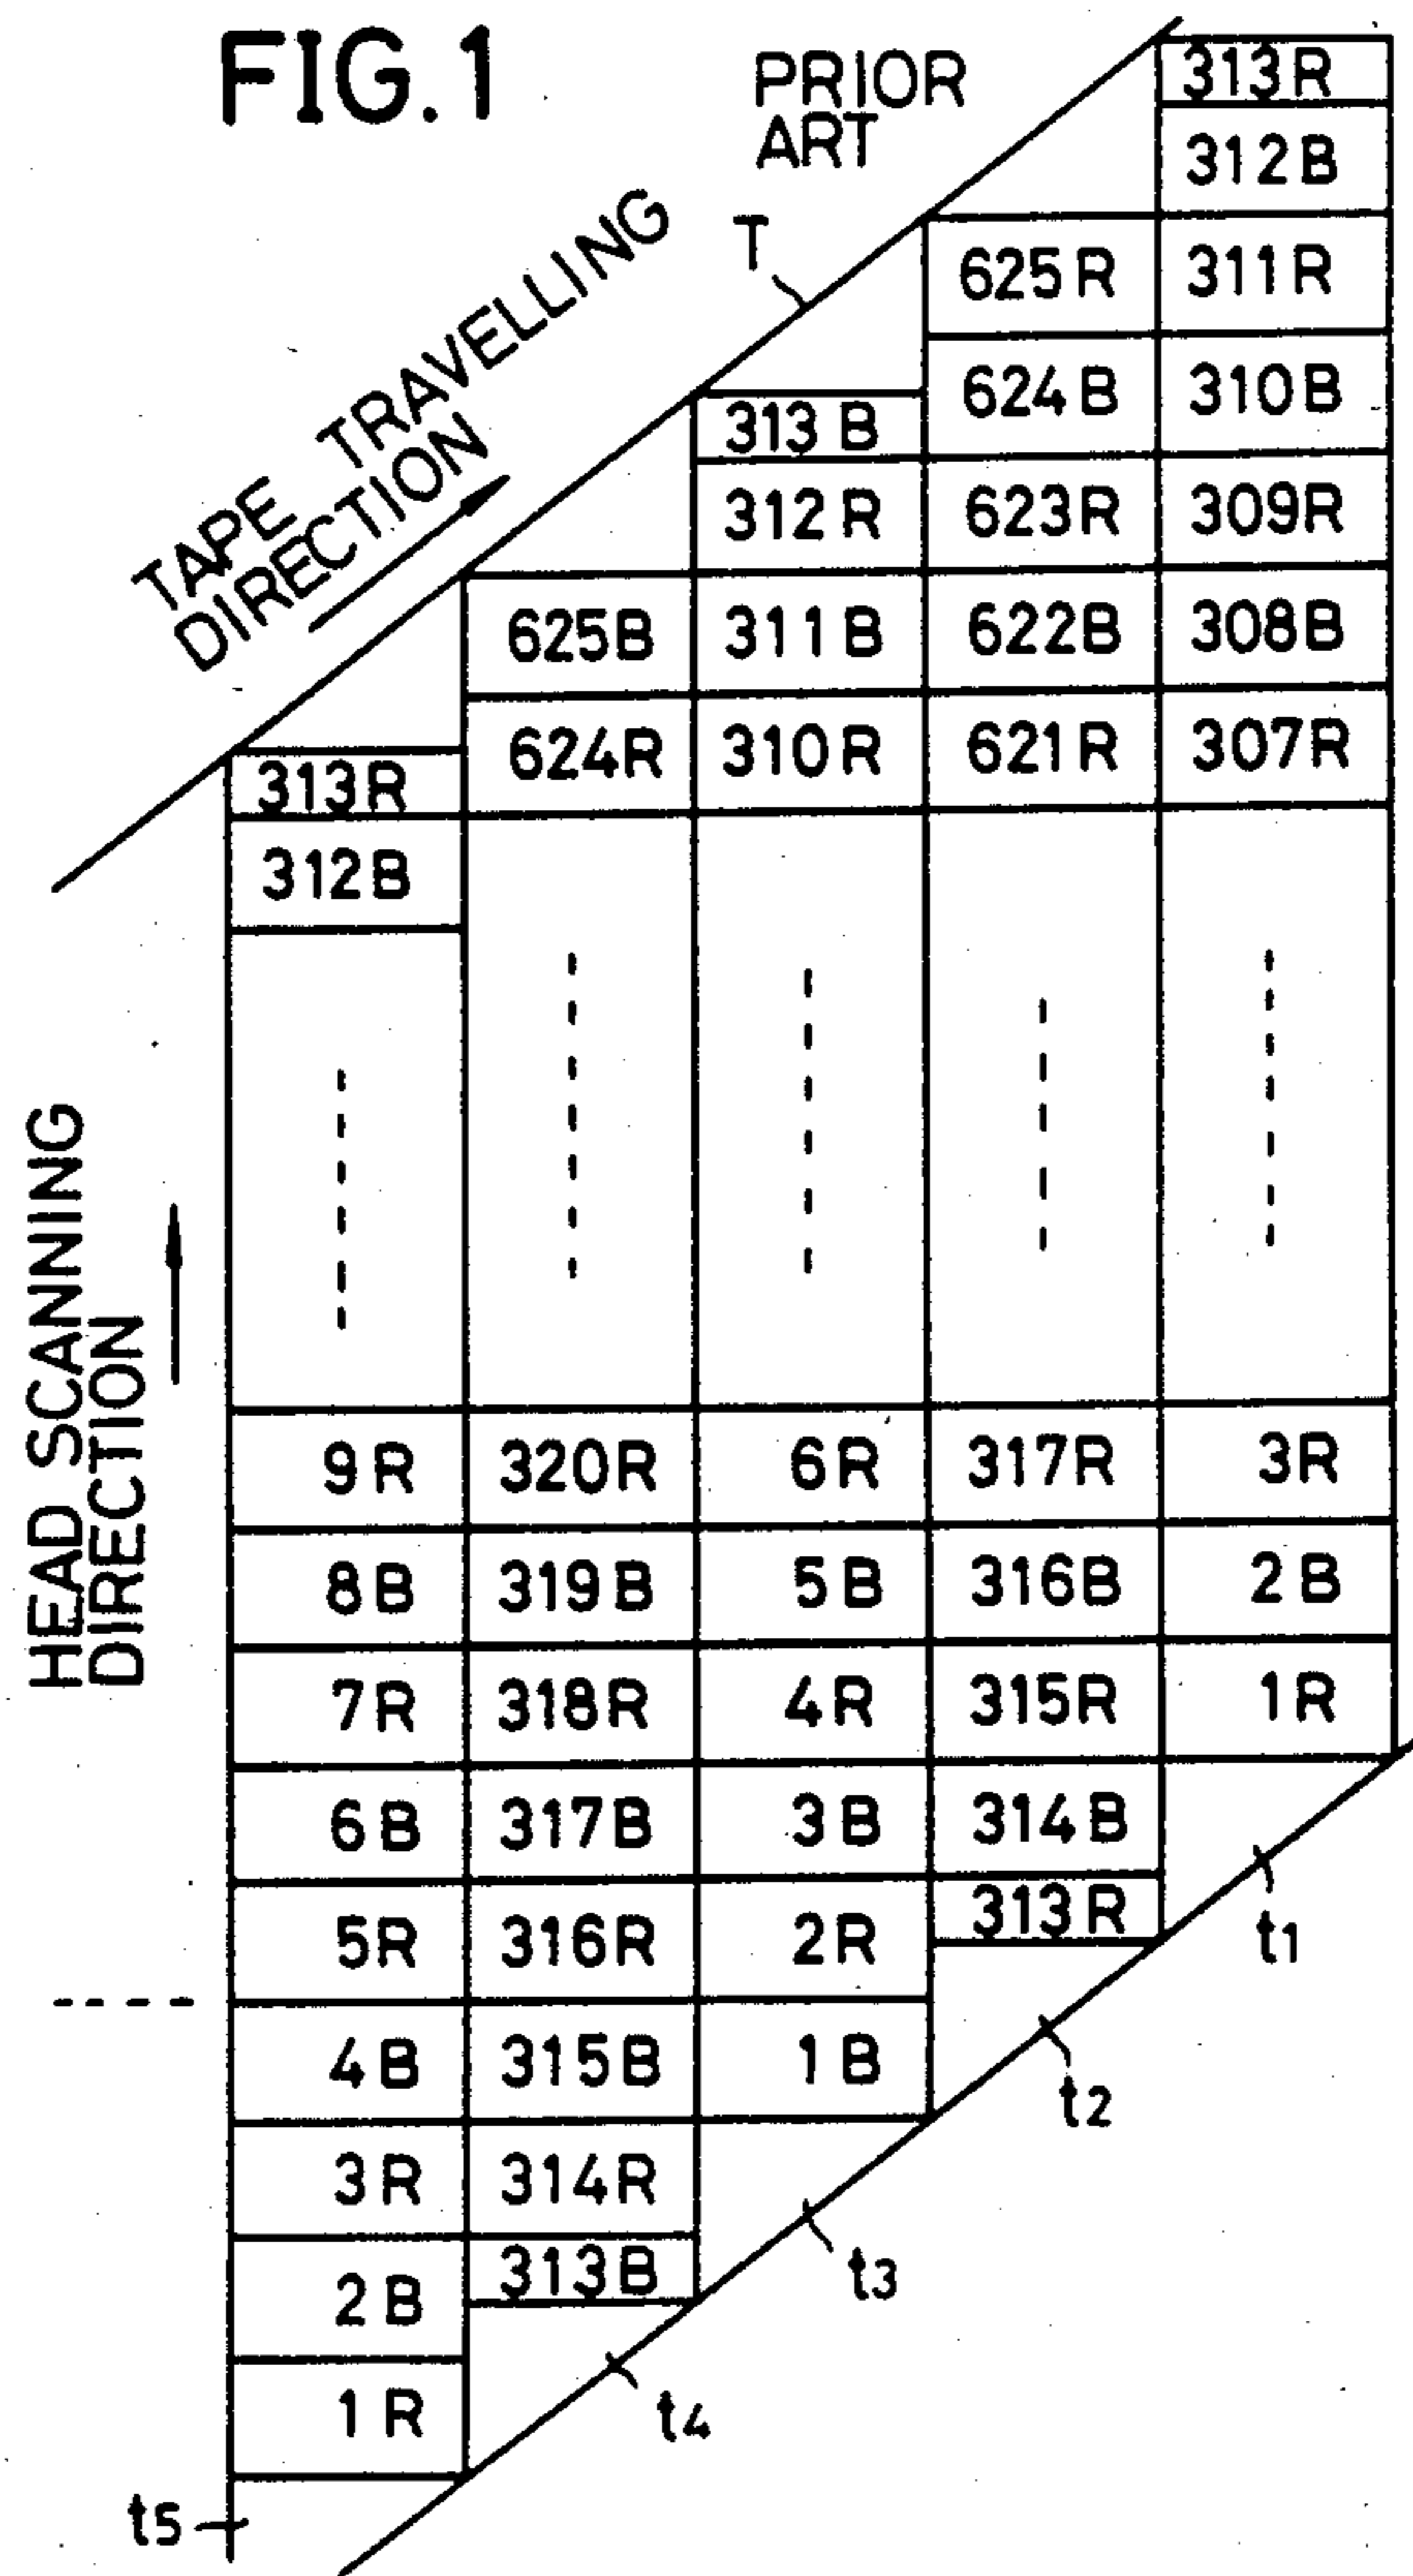 FIG. 1
PRIOR
ART
TAPE TRAVELLING
DIRECTION
T
HEAD SCANNING
DIRECTION
313R
312B
625R 311R
624B 310B
313B
312R 623R 309R
625B 311B 622B 308B
624R 310R 621R 307R
313R
312B
9R 320R 6R 317R 3R
8B 319B 5B 316B 2B
7R 318R 4R 315R 1R
6B 317B 3B 314B
313R
5R 316R 2R
4B 315B 1B
3R 314R
313B
2B
1R
t1
t2
t3
t4
t5